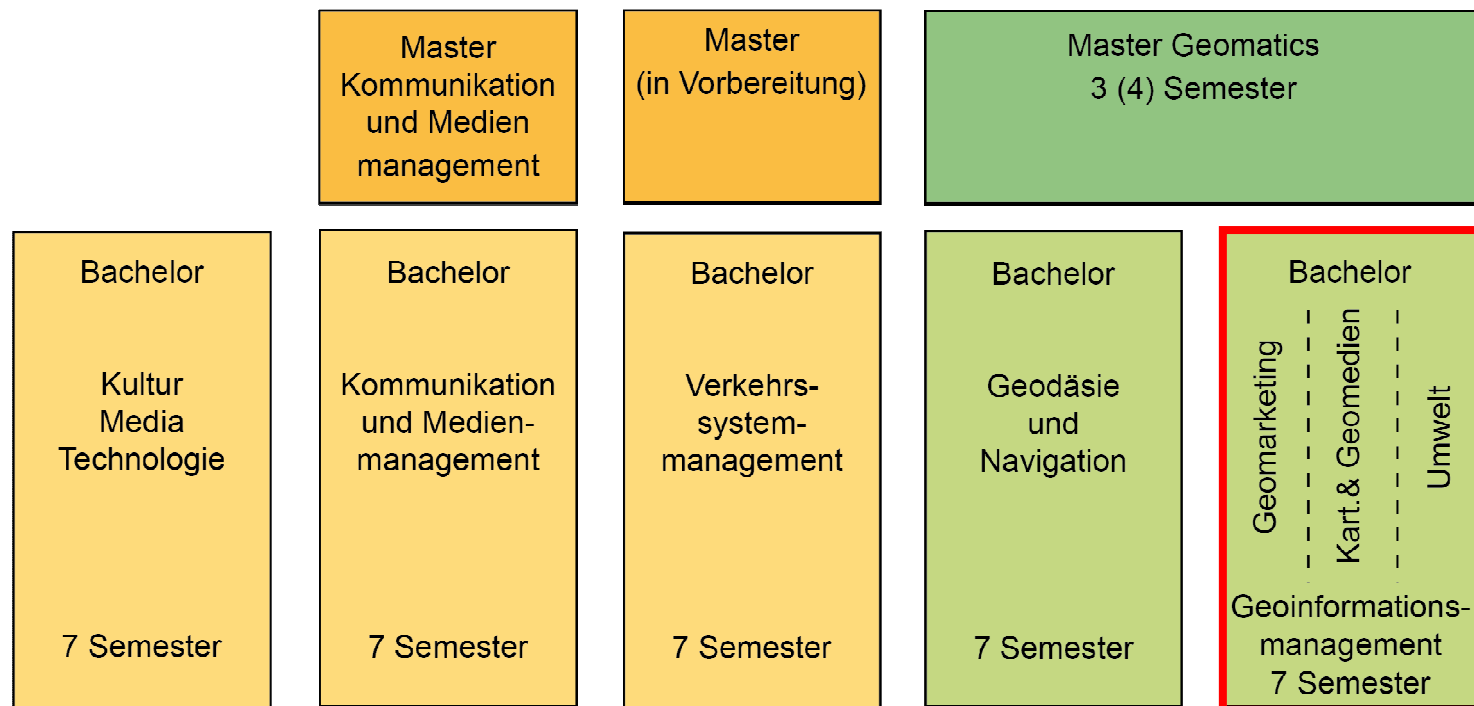 Master
Kommunikation
und Medien
management
Master
(in Vorbereitung)
Master Geomatics
3 (4) Semester
Bachelor
Kultur
Media
Technologie
7 Semester
Bachelor
Kommunikation
und Medien-
management
7 Semester
Bachelor
Verkehrs-
system-
management
7 Semester
Bachelor
Geodäsie
und
Navigation
7 Semester
Bachelor
Geomarketing
Kart.& Geomedien
Umwelt
Geoinformations-
management
7 Semester